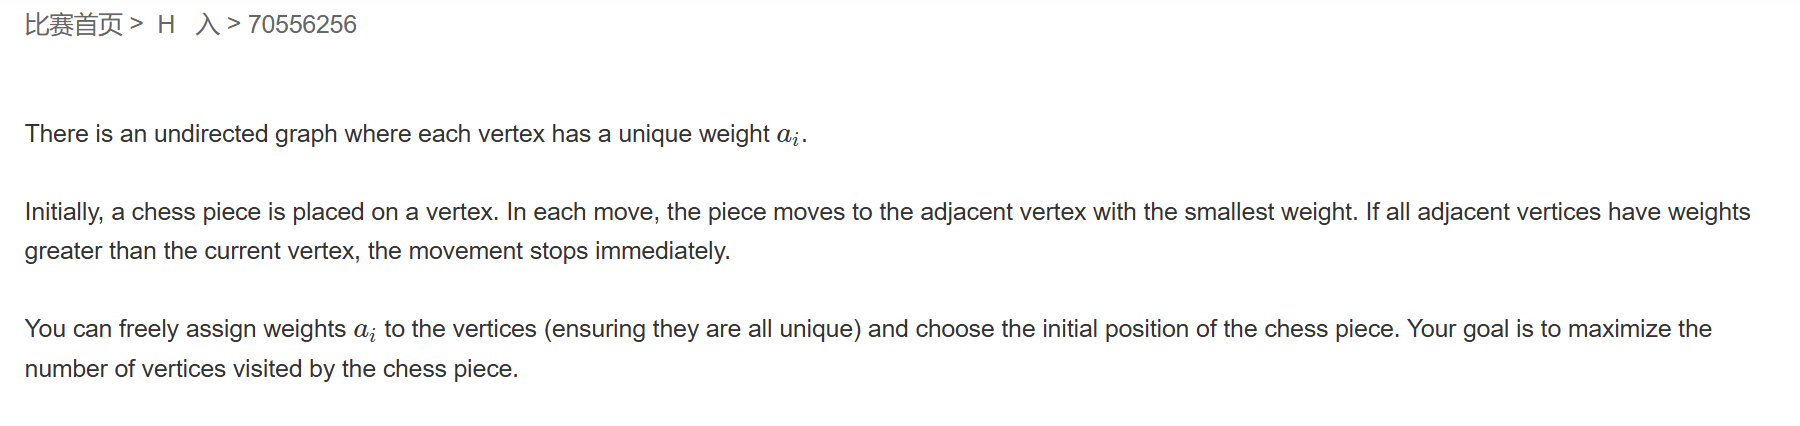 比赛首页 > H 入 > 70556256
There is an undirected graph where each vertex has a unique weight aᵢ.
Initially, a chess piece is placed on a vertex. In each move, the piece moves to the adjacent vertex with the smallest weight. If all adjacent vertices have weights
greater than the current vertex, the movement stops immediately.
You can freely assign weights aᵢ to the vertices (ensuring they are all unique) and choose the initial position of the chess piece. Your goal is to maximize the
number of vertices visited by the chess piece.